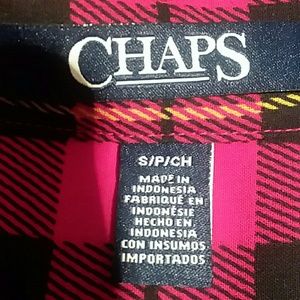 CHAPS
S/P/CH
MADE IN
INDONESIA
FABRIQUÉ EN
INDONÉSIE
HECHO EN
INDONESIA
CON INSUMOS
IMPORTADOS